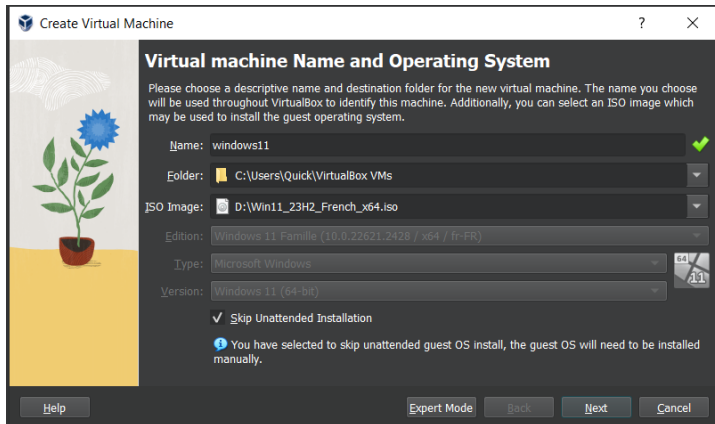 Create Virtual Machine
?
Virtual machine Name and Operating System
Please choose a descriptive name and destination folder for the new virtual machine. The name you choose
will be used throughout VirtualBox to identify this machine. Additionally, you can select an ISO image which
may be used to install the guest operating system.
Name: windows11
Folder: C:\Users\Quick\VirtualBox VMs
ISO Image: D:\Win11_23H2_French_x64.iso
Edition: Windows 11 Famille (10.0.22621.2428 / x64 / fr-FR)
Type: Microsoft Windows
64
11
Version: Windows 11 (64-bit)
Skip Unattended Installation
You have selected to skip unattended guest OS install, the guest OS will need to be installed
manually.
Help Expert Mode Back Next Cancel